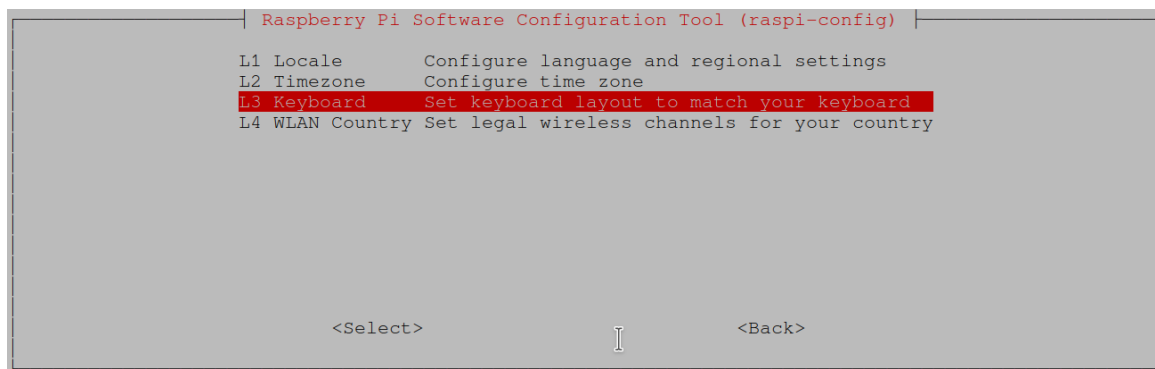 Raspberry Pi Software Configuration Tool (raspi-config)
L1 Locale Configure language and regional settings
L2 Timezone Configure time zone
L3 Keyboard Set keyboard layout to match your keyboard
L4 WLAN Country Set legal wireless channels for your country
<Select> <Back>